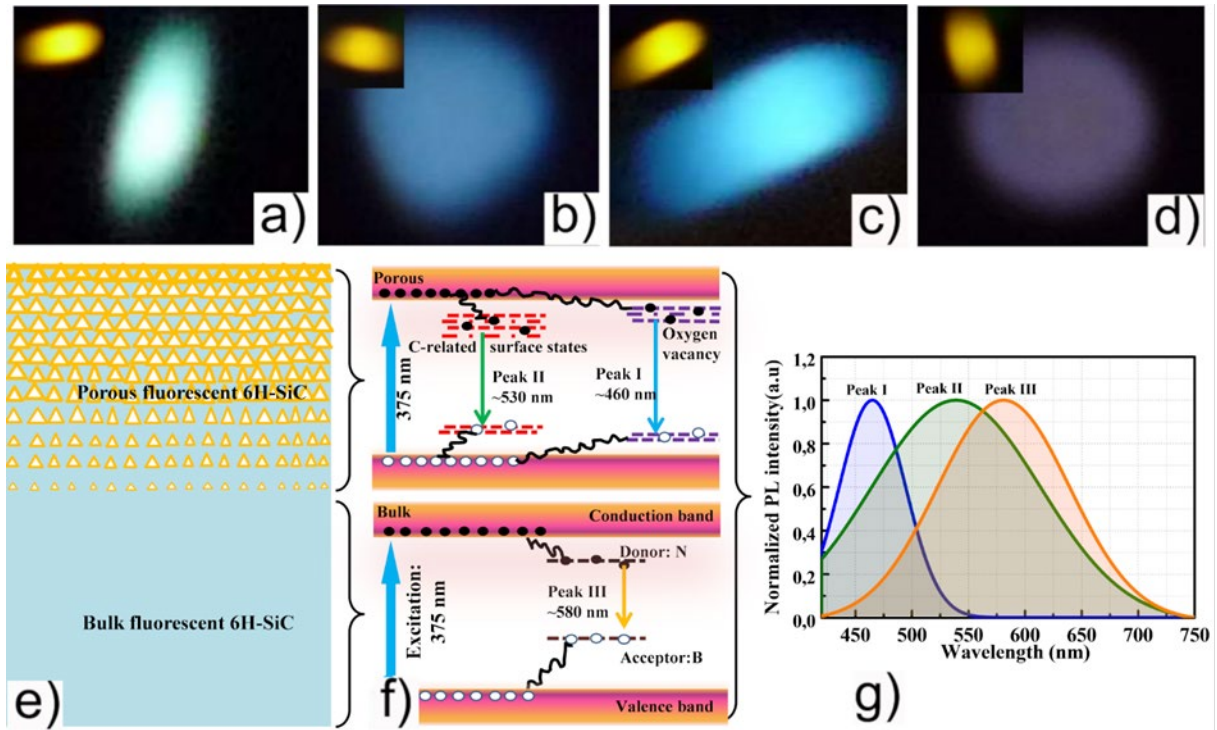 a)
b)
c)
d)
Porous fluorescent 6H-SiC
Bulk fluorescent 6H-SiC
e)
Porous
C-related surface states
Oxygen
vacancy
375 nm
Peak II
~530 nm
Peak I
~460 nm
Bulk
Conduction band
Donor: N
Excitation:
375 nm
Peak III
~580 nm
Acceptor:B
Valence band
f)
Normalized PL intensity(a.u)
1,2
1,0
0,8
0,6
0,4
0,2
0,0
Peak I
Peak II
Peak III
450 500 550 600 650 700 750
Wavelength (nm)
g)